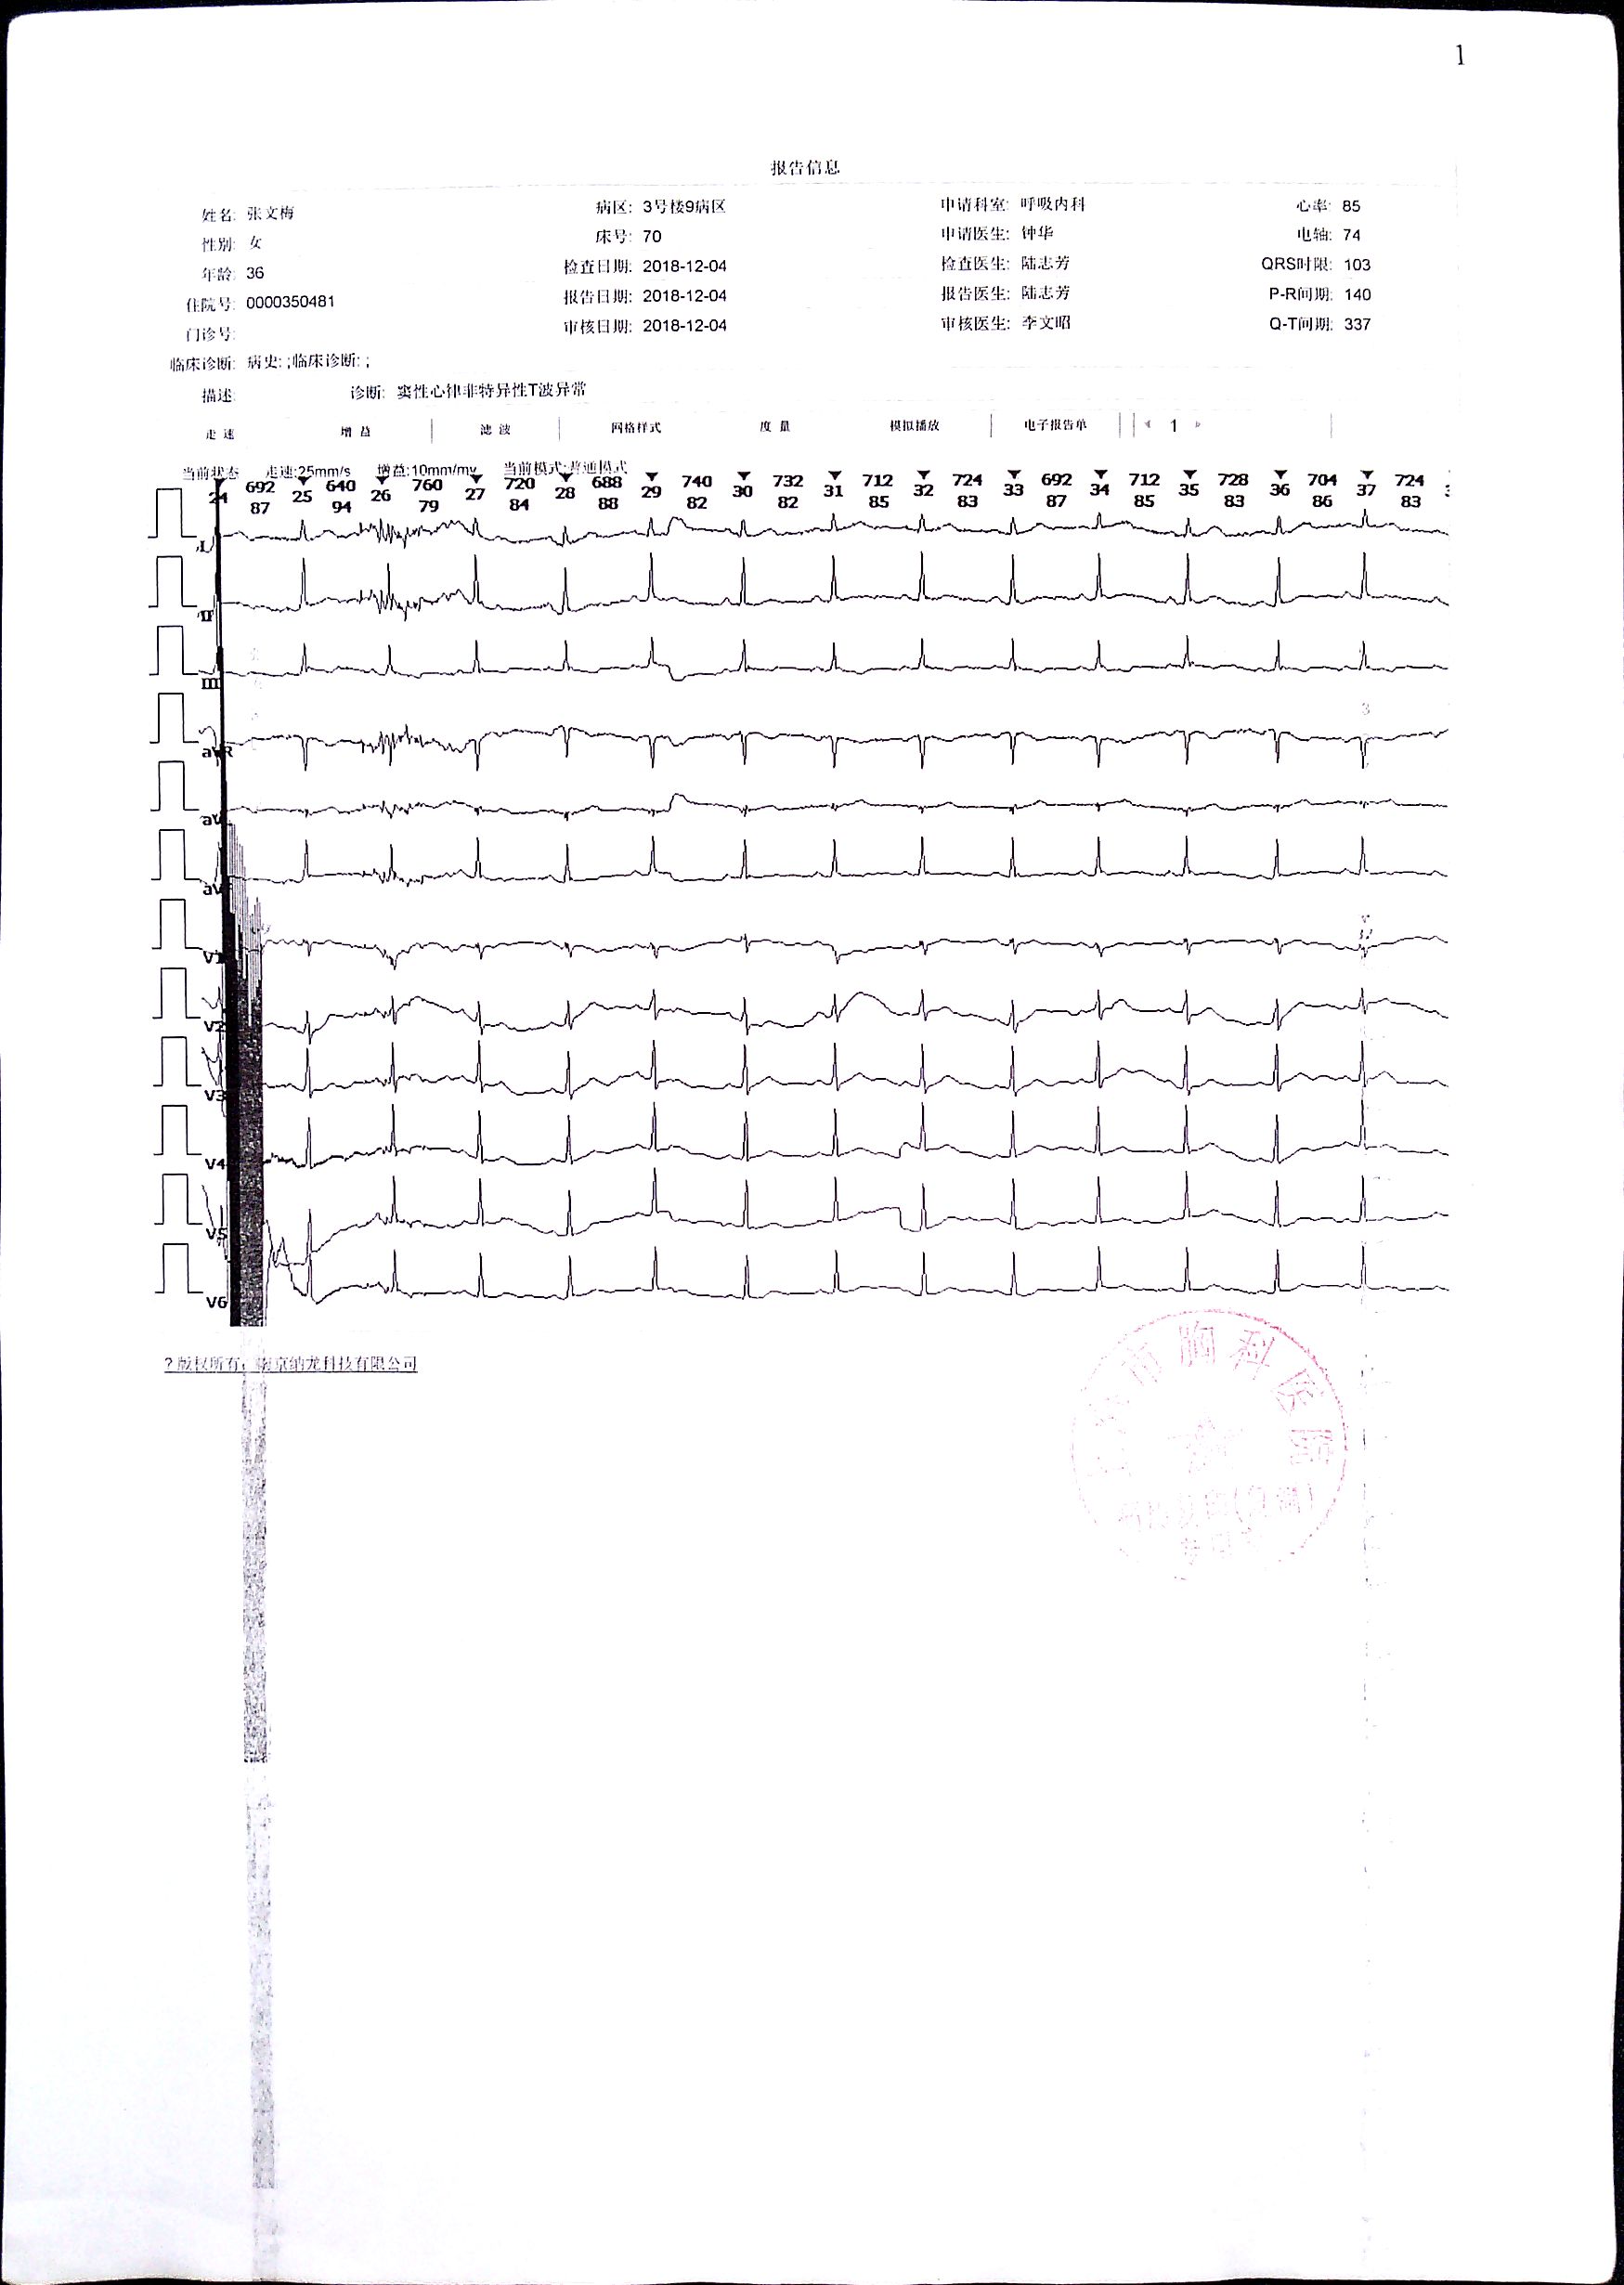 1
报告信息
姓名: 张文梅 病区: 3号楼9病区 申请科室: 呼吸内科 心率: 85
性别: 女 床号: 70 申请医生: 钟华 电轴: 74
年龄: 36 检查日期: 2018-12-04 检查医生: 陆志芳 QRS时限: 103
住院号: 0000350481 报告日期: 2018-12-04 报告医生: 陆志芳 P-R间期: 140
门诊号: 审核日期: 2018-12-04 审核医生: 李文昭 Q-T间期: 337
临床诊断: 病史: ;临床诊断: ;
描述: 诊断: 窦性心律非特异性T波异常
走速 增益 滤波 网格样式 度量 模拟播放 电子报告单 1
当前状态 走速:25mm/s 增益:10mm/mv 当前模式:普通模式
24 692 25 640 26 760 27 720 28 688 29 740 30 732 31 712 32 724 33 692 34 712 35 728 36 704 37 724
87 94 79 84 88 82 82 85 83 87 85 83 86 83
I
II
III
aVR
aV
aV
V1
V2
V3
V4
V5
V6
? 版权所有: 南京纳龙科技有限公司
市胸科医院